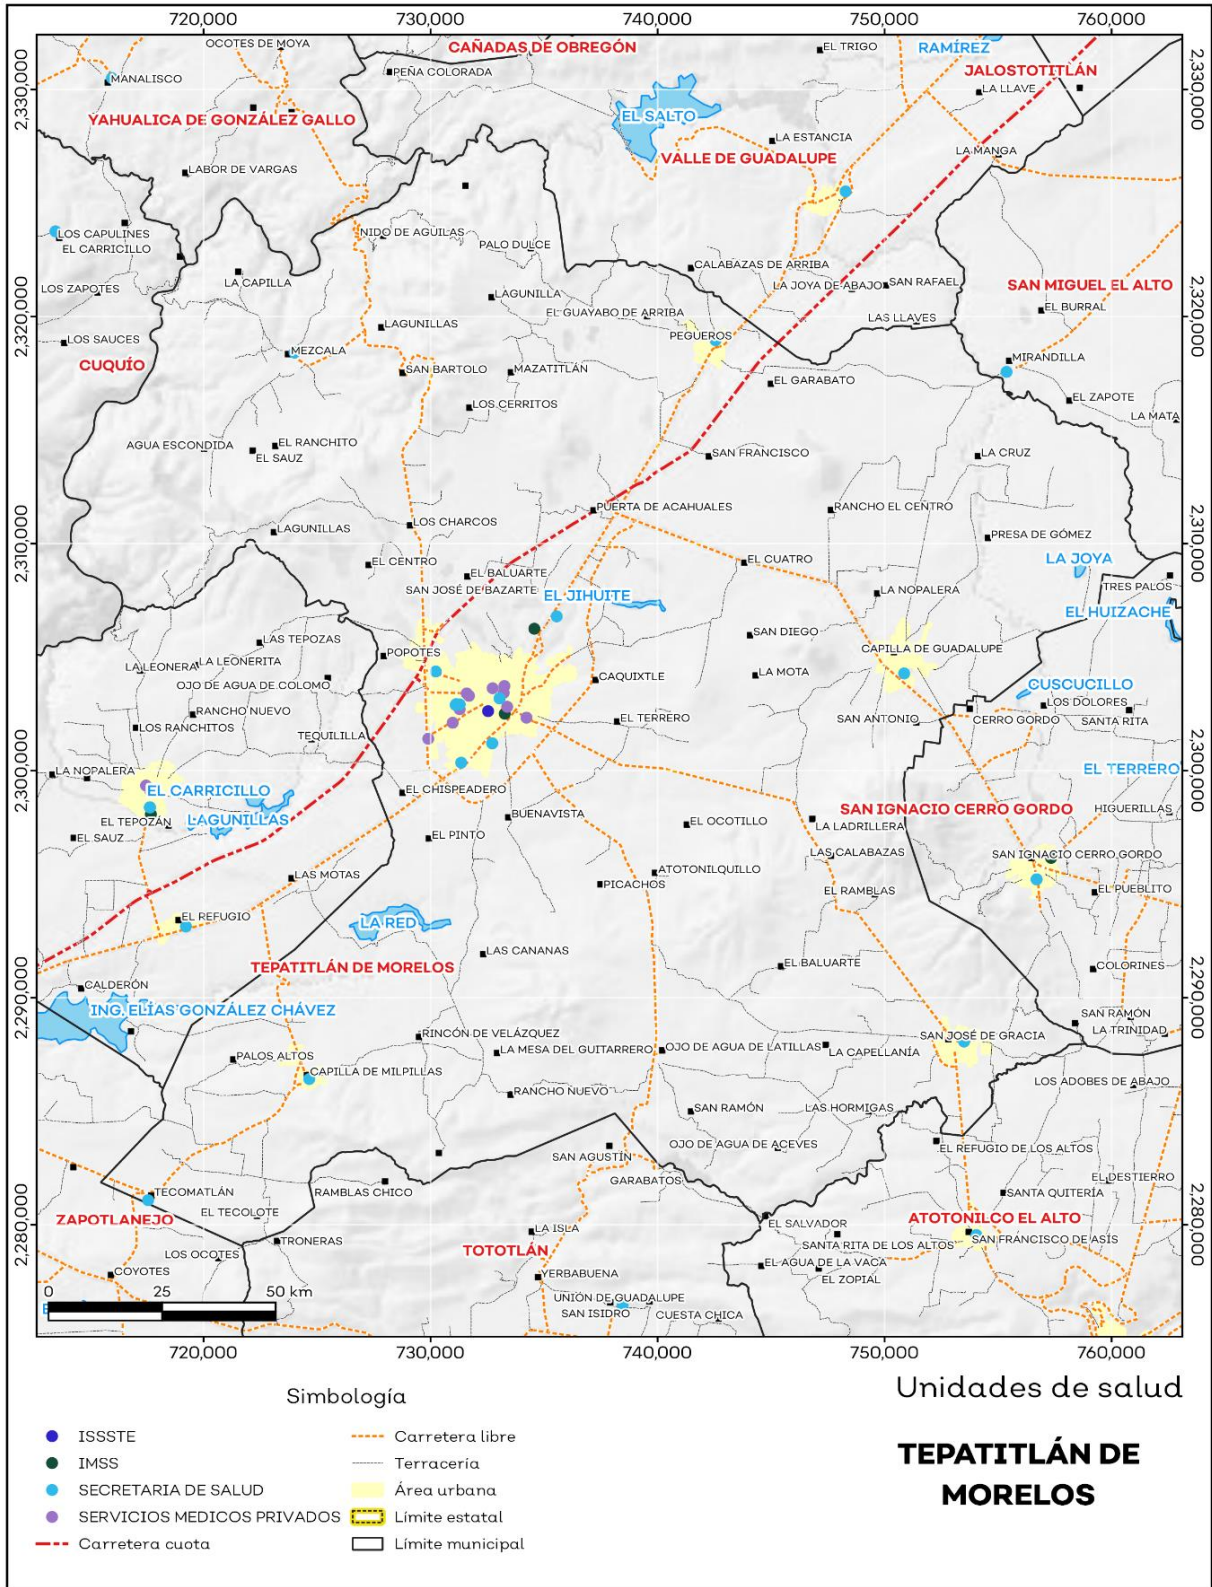 720,000
730,000
740,000
750,000
760,000
OCOTES DE MOYA
CAÑADAS DE OBREGÓN
EL TRIGO
RAMÍREZ
MANALISCO
PEÑA COLORADA
JALOSTOTITLÁN
2,330,000
2,330,000
LA LLAVE
YAHUALICA DE GONZÁLEZ GALLO
EL SALTO
LA ESTANCIA
LA MANGA
VALLE DE GUADALUPE
LABOR DE VARGAS
LOS CAPULINES
NIDO DE AGUILAS
EL CARRICILLO
PALO DULCE
CALABAZAS DE ARRIBA
LA CAPILLA
LA JOYA DE ABAJO
SAN RAFAEL
SAN MIGUEL EL ALTO
LOS ZAPOTES
LAGUNILLA
EL GUAYABO DE ARRIBA
EL BURRAL
2,320,000
2,320,000
LAGUNILLAS
LAS LLAVES
LOS SAUCES
PEGUEROS
MEZCALA
MIRANDILLA
CUQUÍO
SAN BARTOLO
MAZATITLÁN
EL GARABATO
LOS CERRITOS
EL ZAPOTE
LA MATA
AGUA ESCONDIDA
EL RANCHITO
EL SAUZ
SAN FRANCISCO
LA CRUZ
PUERTA DE ACAHUALES
RANCHO EL CENTRO
LAGUNILLAS
LOS CHARCOS
PRESA DE GÓMEZ
2,310,000
2,310,000
EL CENTRO
EL CUATRO
LA JOYA
EL BALUARTE
SAN JOSÉ DE BAZARTE
EL JIHUITE
LA NOPALERA
TRES PALOS
EL HUIZACHE
LAS TEPOZAS
SAN DIEGO
POPOTES
CAPILLA DE GUADALUPE
LA LEONERA
LA LEONERITA
OJO DE AGUA DE COLOMO
CAQUIXTLE
LA MOTA
CUSCUCILLO
RANCHO NUEVO
LOS DOLORES
LOS RANCHITOS
EL TERRERO
SAN ANTONIO
CERRO GORDO
SANTA RITA
TEQUILILLA
2,300,000
2,300,000
LA NOPALERA
EL TERRERO
EL CARRICILLO
EL CHISPEADERO
SAN IGNACIO CERRO GORDO
HIGUERILLAS
EL TEPOZÁN
LAGUNILLAS
BUENAVISTA
EL OCOTILLO
LA LADRILLERA
EL SAUZ
EL PINTO
LAS CALABAZAS
SAN IGNACIO CERRO GORDO
LAS MOTAS
ATOTONILQUILLO
PICACHOS
EL RAMBLAS
EL PUEBLITO
EL REFUGIO
LA RED
LAS CANANAS
TEPATITLÁN DE MORELOS
EL BALUARTE
COLORINES
CALDERÓN
2,290,000
2,290,000
ING. ELÍAS GONZÁLEZ CHÁVEZ
SAN RAMÓN
RINCÓN DE VELÁZQUEZ
SAN JOSÉ DE GRACIA
LA TRINIDAD
PALOS ALTOS
LA MESA DEL GUITARRERO
OJO DE AGUA DE LATILLAS
LA CAPELLANÍA
CAPILLA DE MILPILLAS
LOS ADOBES DE ABAJO
RANCHO NUEVO
SAN RAMÓN
LAS HORMIGAS
OJO DE AGUA DE ACEVES
EL REFUGIO DE LOS ALTOS
SAN AGUSTÍN
GARABATOS
EL DESTIERRO
TECOMATLÁN
RAMBLAS CHICO
SANTA QUITERÍA
2,280,000
2,280,000
ZAPOTLANEJO
EL TECOLOTE
EL SALVADOR
ATOTONILCO EL ALTO
LA ISLA
TRONERAS
SANTA RITA DE LOS ALTOS
SAN FRANCISCO DE ASÍS
LOS OCOTES
TOTOTLÁN
EL AGUA DE LA VACA
COYOTES
YERBABUENA
EL ZOPIAL
0 25 50 km
UNIÓN DE GUADALUPE
SAN ISIDRO
CUESTA CHICA
720,000
730,000
740,000
750,000
760,000
Simbología
Unidades de salud
ISSSTE
Carretera libre
IMSS
Terracería
SECRETARIA DE SALUD
Área urbana
SERVICIOS MEDICOS PRIVADOS
Límite estatal
Carretera cuota
Límite municipal
TEPATITLÁN DE
MORELOS